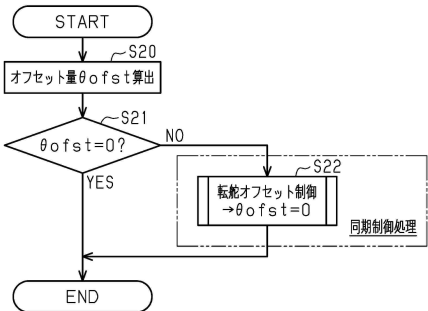 START
S20
オフセット量θofst算出
S21
θofst=0?
NO
YES
S22
転舵オフセット制御
→θofst=0
同期制御処理
END